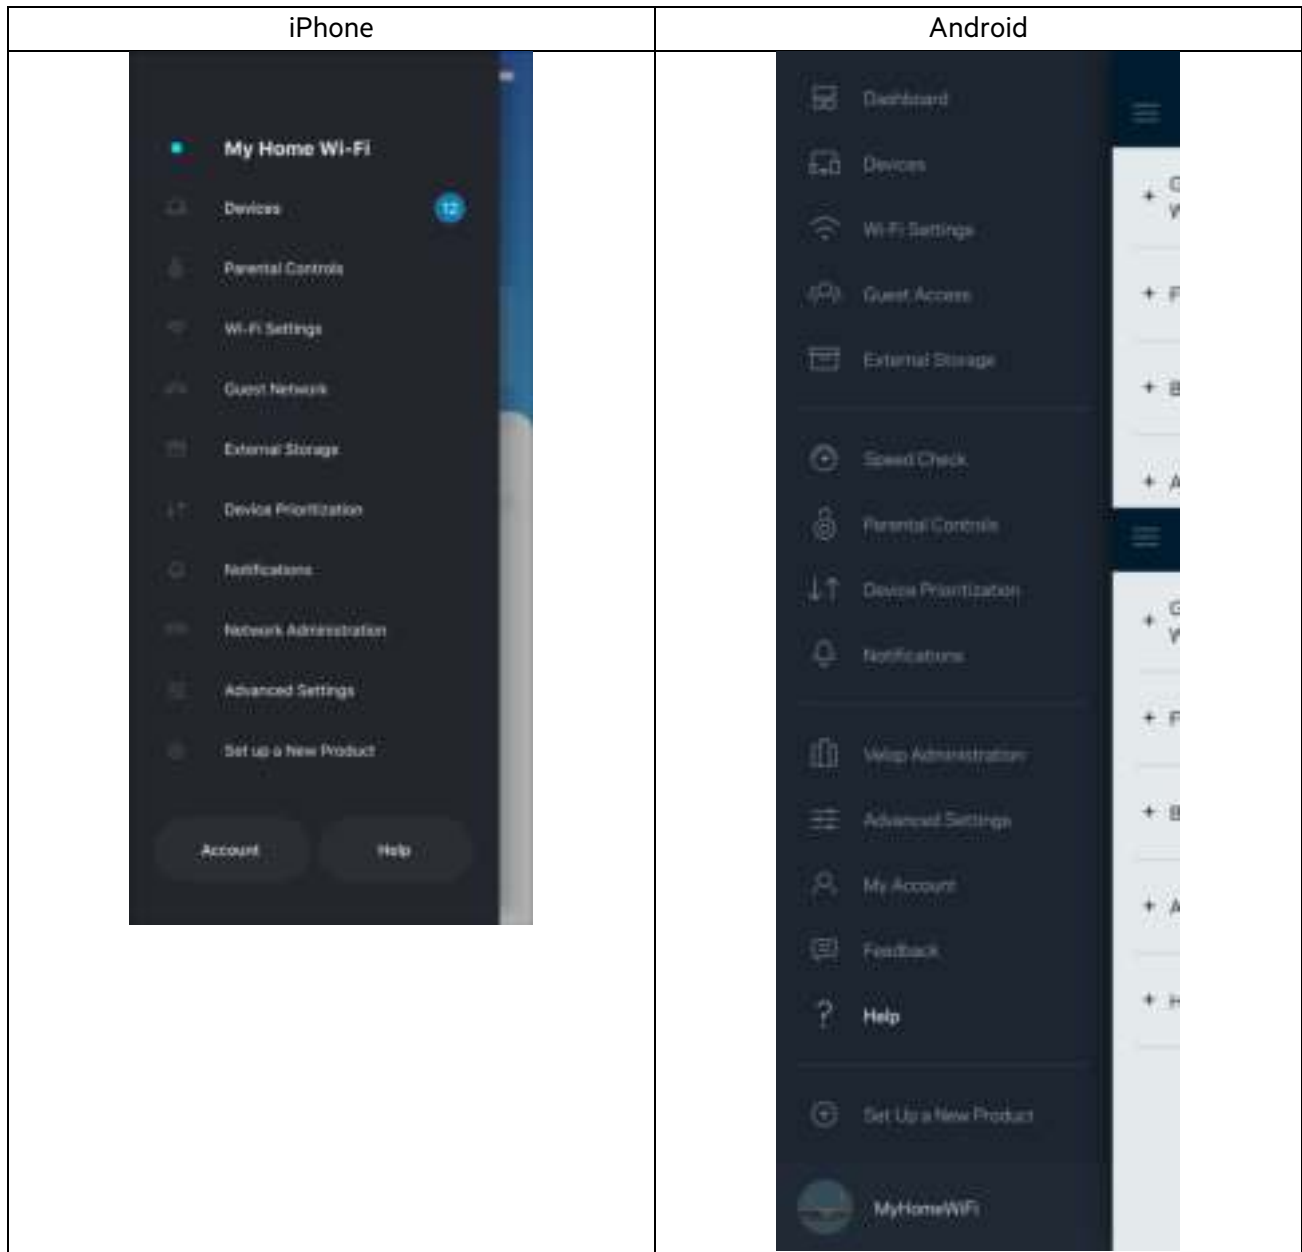 iPhone
Android
My Home Wi-Fi
Devices
12
Parental Controls
Wi-Fi Settings
Guest Network
External Storage
Device Prioritization
Notifications
Network Administration
Advanced Settings
Set up a New Product
Account
Help
Dashboard
Devices
Wi-Fi Settings
Guest Access
External Storage
Speed Check
Parental Controls
Device Prioritization
Notifications
Velop Administration
Advanced Settings
My Account
Feedback
? Help
Set Up a New Product
MyHomeWiFi